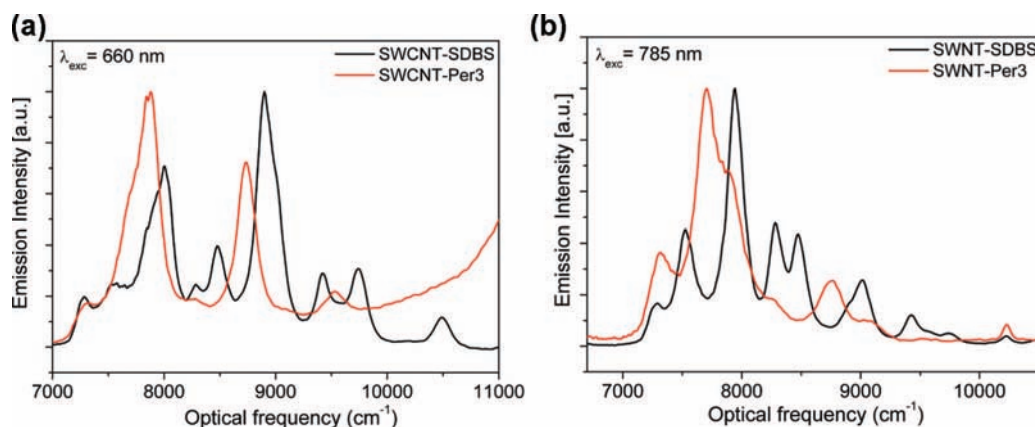 (a)
λexc= 660 nm
SWCNT-SDBS
SWCNT-Per3
Emission Intensity [a.u.]
7000 8000 9000 10000 11000
Optical frequency (cm⁻¹)
(b)
λexc= 785 nm
SWNT-SDBS
SWNT-Per3
Emission Intensity [a.u.]
7000 8000 9000 10000
Optical frequency (cm⁻¹)